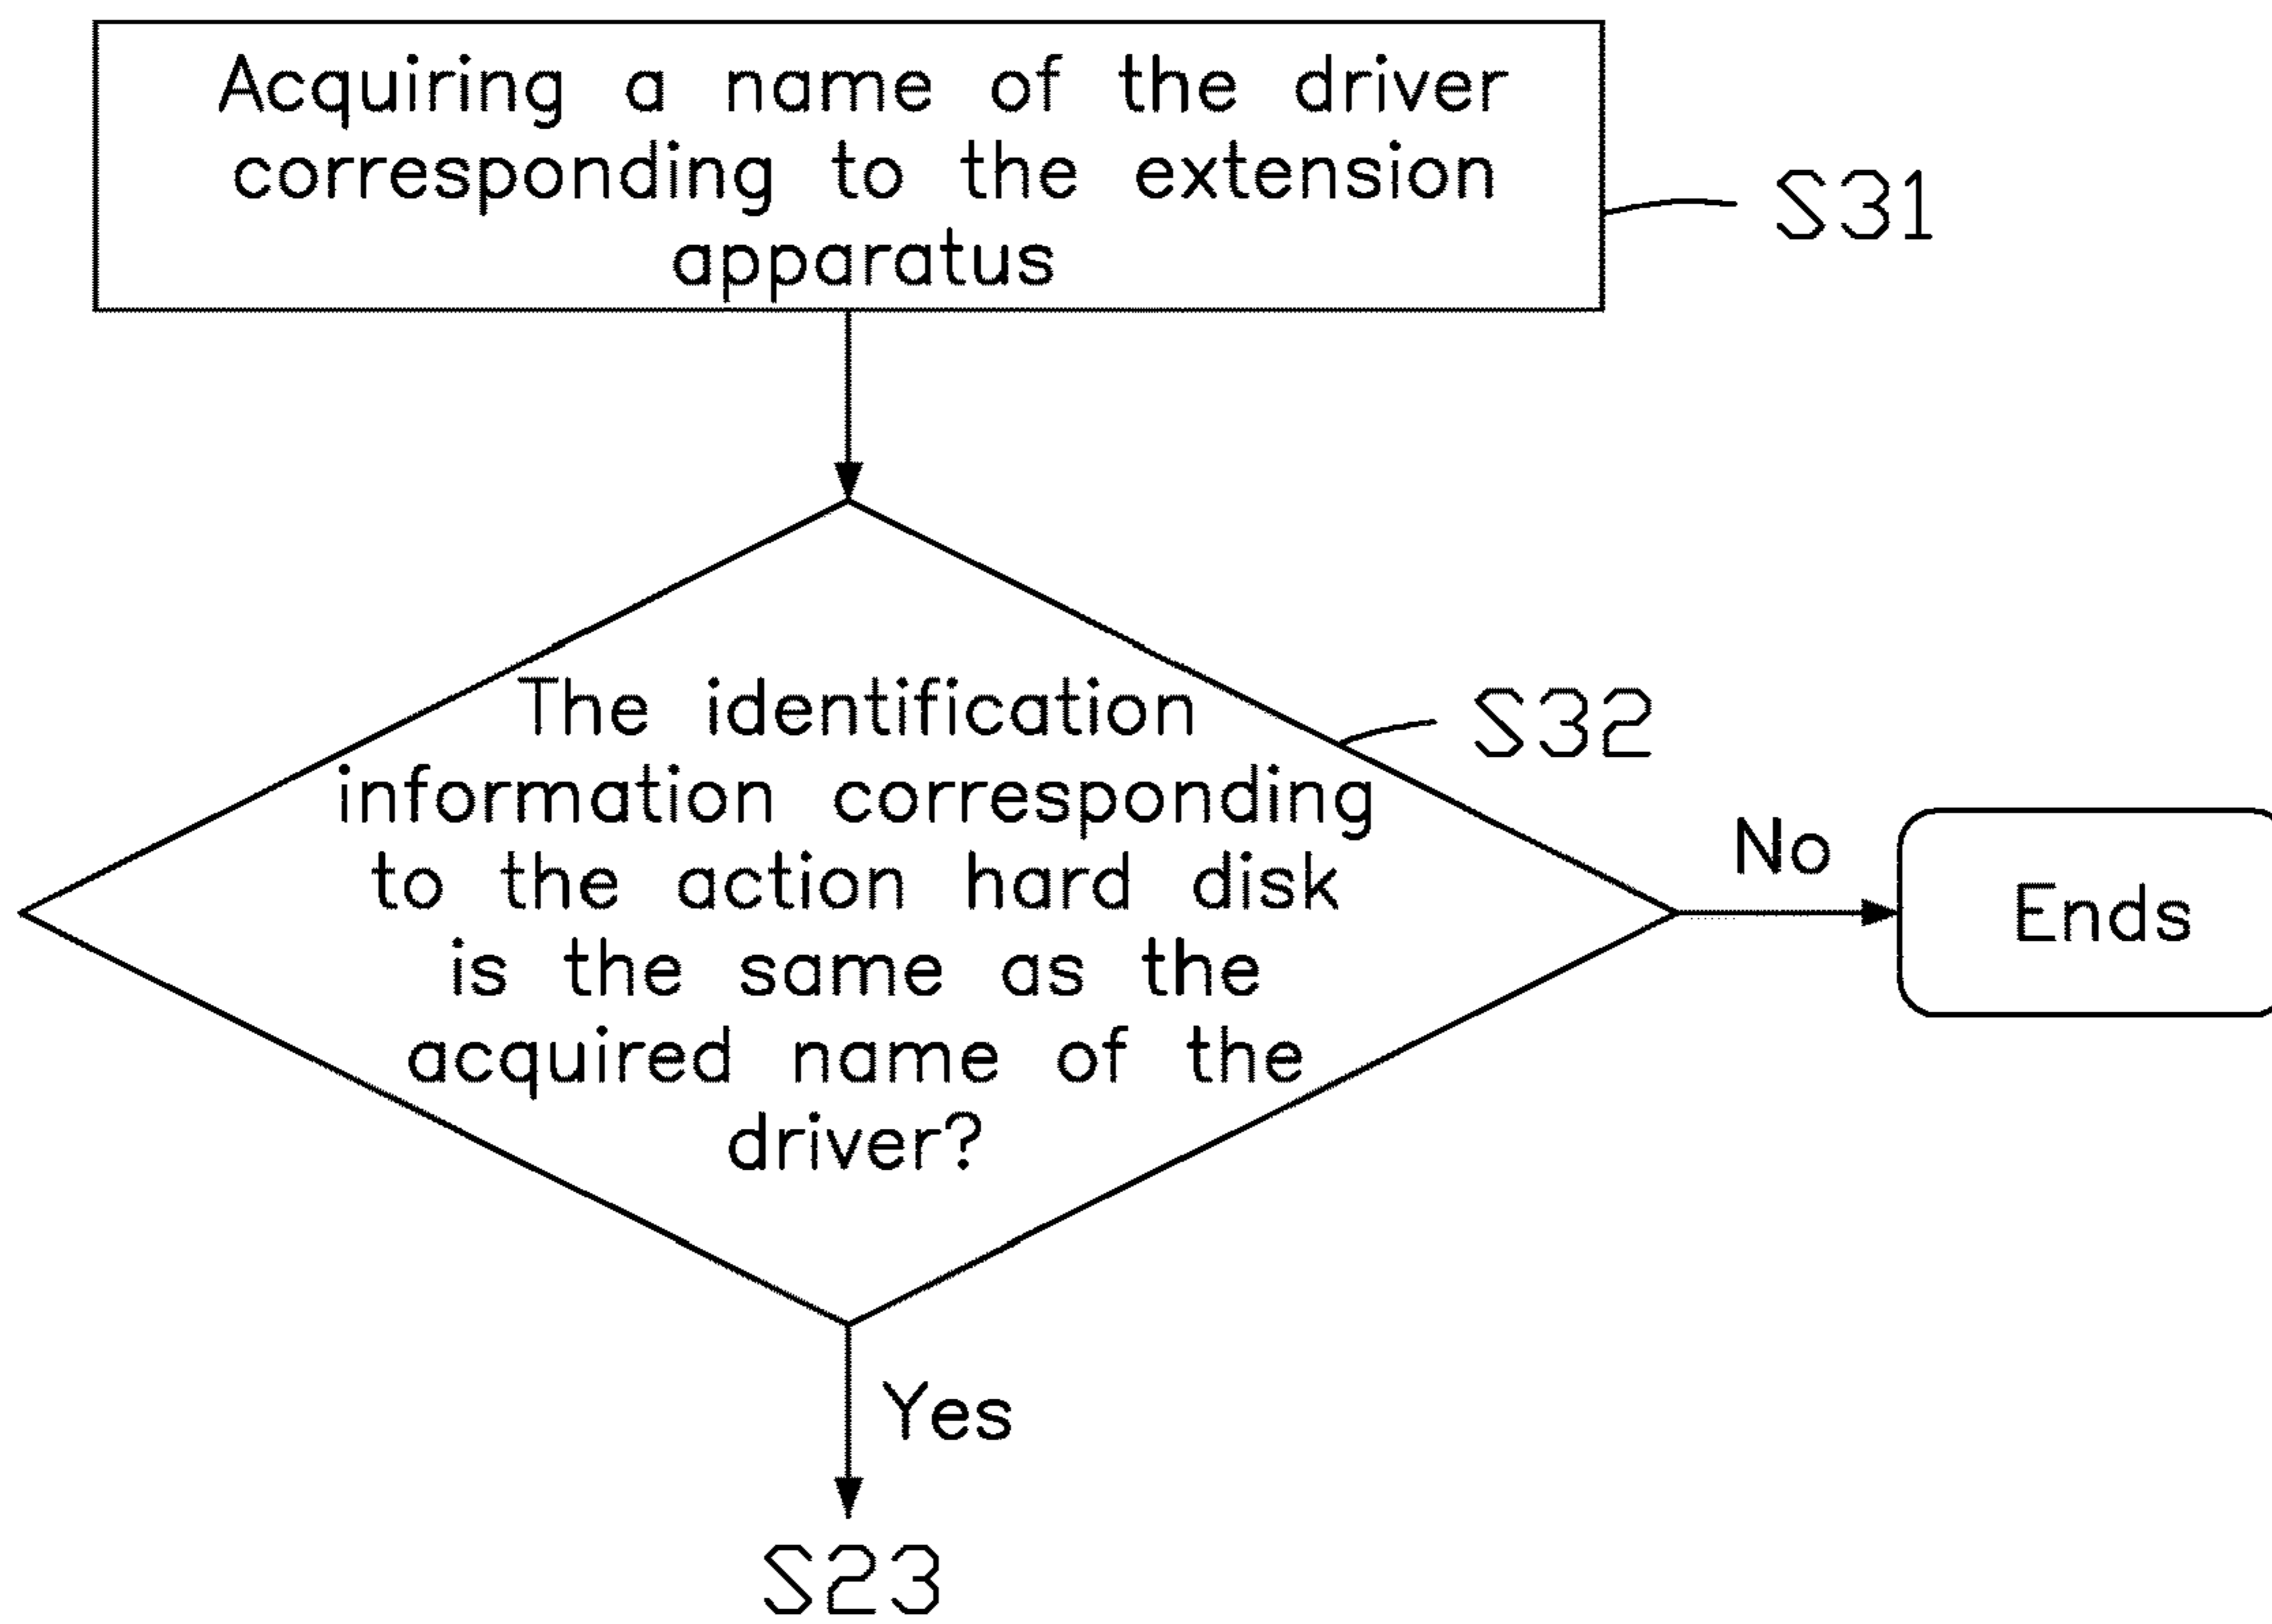 Acquiring a name of the driver
corresponding to the extension
apparatus
S31
The identification
information corresponding
to the action hard disk
is the same as the
acquired name of the
driver?
S32
No
Ends
Yes
S23